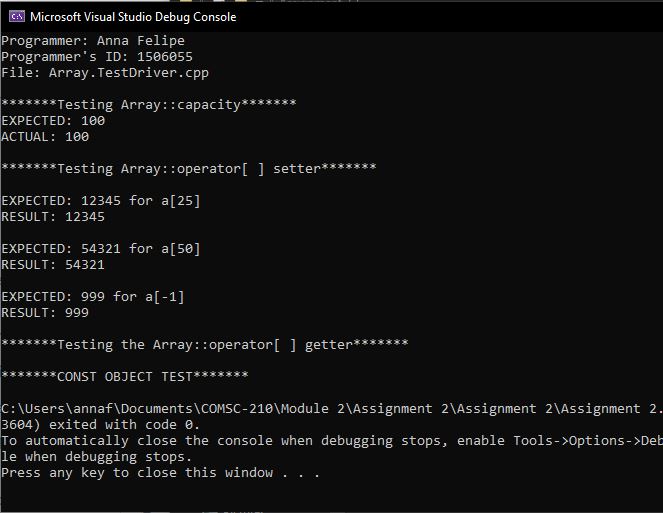 Microsoft Visual Studio Debug Console
Programmer: Anna Felipe
Programmer's ID: 1506055
File: Array.TestDriver.cpp
*******Testing Array::capacity*******
EXPECTED: 100
ACTUAL: 100
*******Testing Array::operator[ ] setter*******
EXPECTED: 12345 for a[25]
RESULT: 12345
EXPECTED: 54321 for a[50]
RESULT: 54321
EXPECTED: 999 for a[-1]
RESULT: 999
*******Testing the Array::operator[ ] getter*******
*******CONST OBJECT TEST*******
C:\Users\annaf\Documents\COMSC-210\Module 2\Assignment 2\Assignment 2\Assignment 2.
3604) exited with code 0.
To automatically close the console when debugging stops, enable Tools->Options->Deb
le when debugging stops.
Press any key to close this window . . .